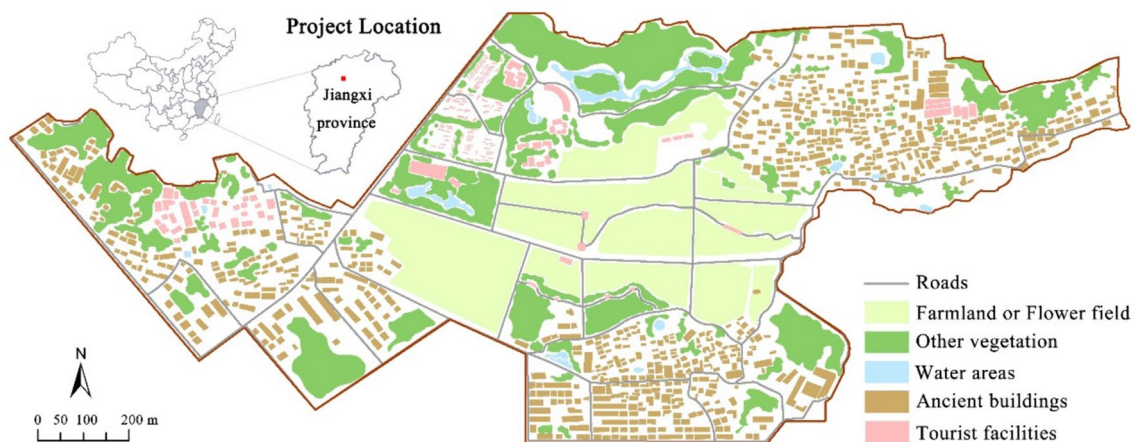 Project Location
Jiangxi
province
Roads
Farmland or Flower field
Other vegetation
Water areas
Ancient buildings
Tourist facilities
N
0 50 100 200 m